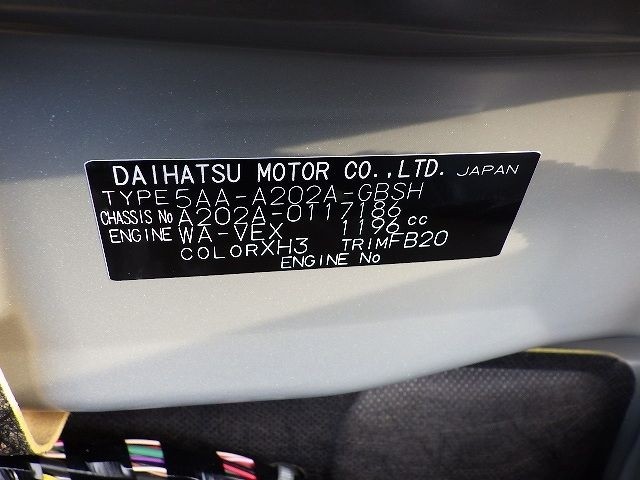 DAIHATSU MOTOR CO.,LTD. JAPAN
TYPE 5AA-A202A-GBSH
CHASSIS No A202A-0117186
ENGINE WA-VEX 1196 cc
COLOR XH3 TRIM FB20
ENGINE No